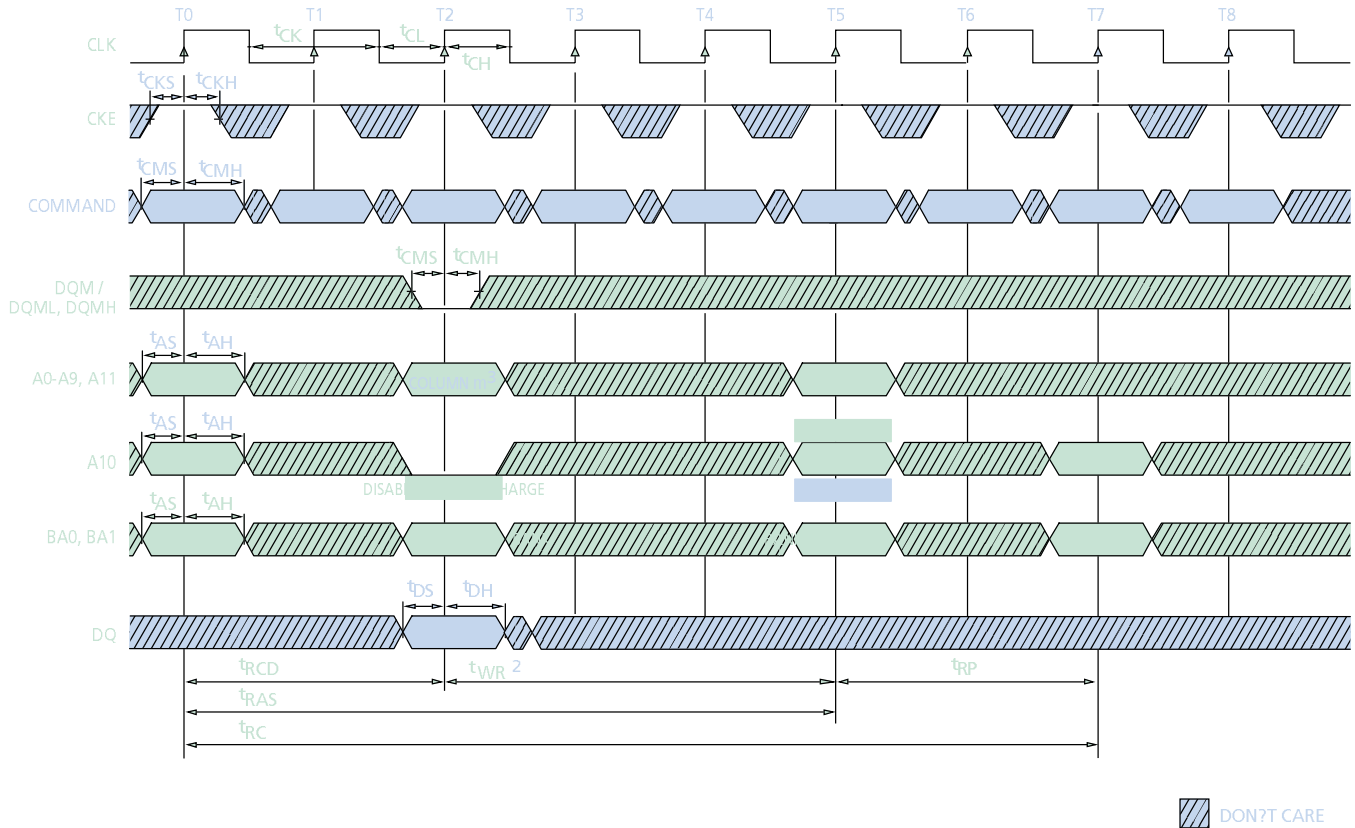 T0 T1 T2 T3 T4 T5 T6 T7 T8
CLK
tCK tCL
tCH
tCKS tCKH
CKE
tCMS tCMH
COMMAND
tCMS tCMH
DQM /
DQML, DQMH
tAS tAH
A0-A9, A11
COLUMN m
tAS tAH
A10
tAS tAH
BA0, BA1
tDS tDH
DQ
tRCD tWR 2 tRP
tRAS
tRC
DON?T CARE